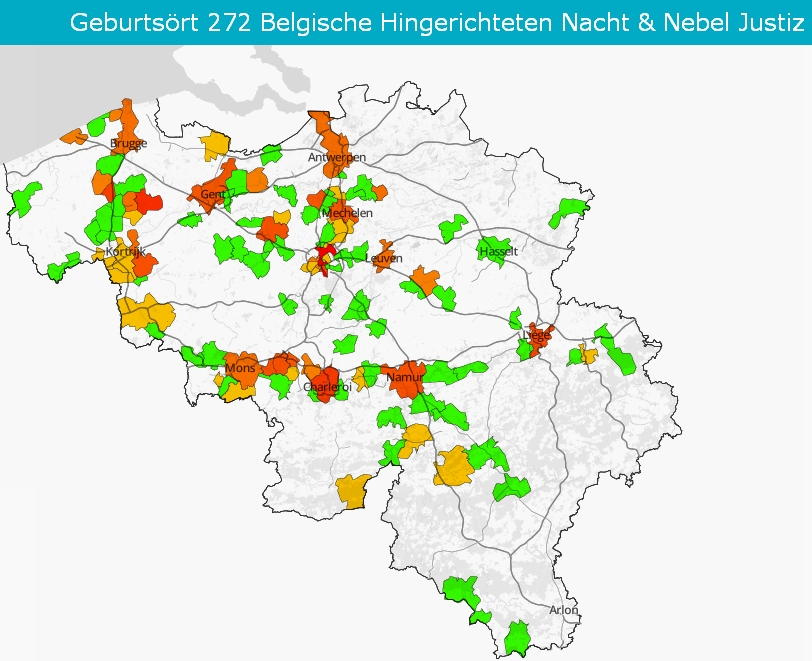 Geburtsört 272 Belgische Hingerichteten Nacht & Nebel Justiz
Brugge
Antwerpen
Gent
Mechelen
Kortrijk
Leuven
Hasselt
Liège
Mons
Charleroi
Namur
Arlon